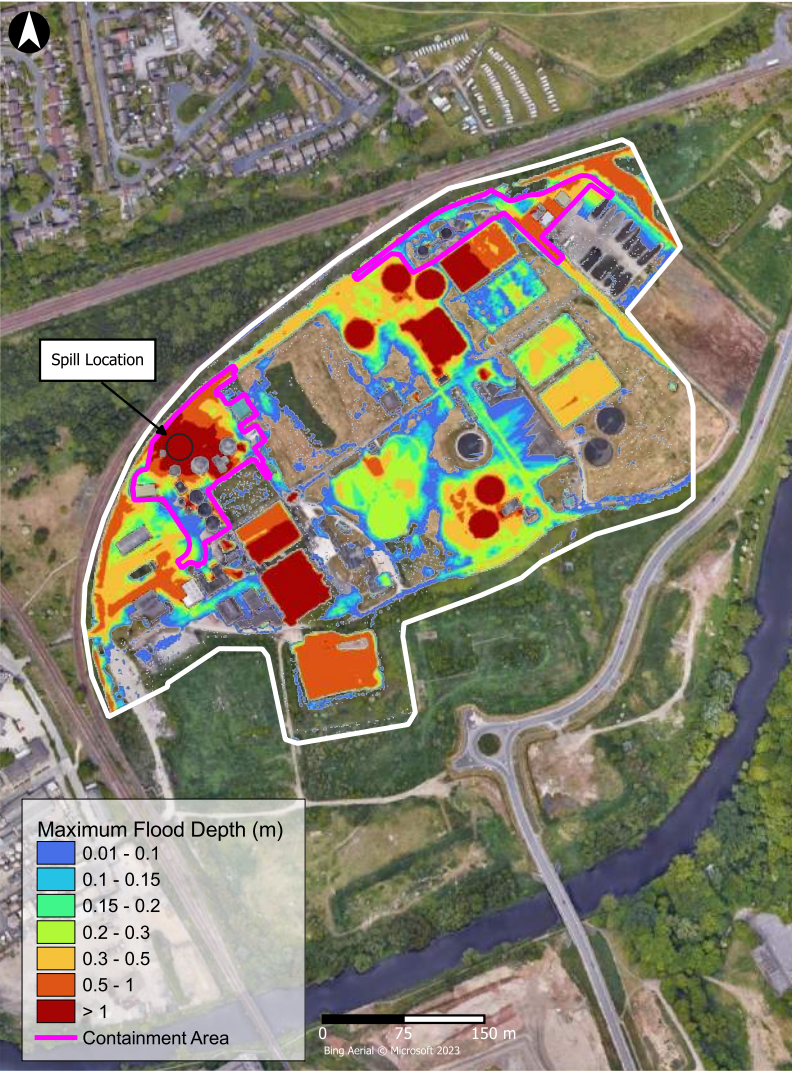 Spill Location
Maximum Flood Depth (m)
0.01 - 0.1
0.1 - 0.15
0.15 - 0.2
0.2 - 0.3
0.3 - 0.5
0.5 - 1
> 1
Containment Area
0 75 150 m
Bing Aerial © Microsoft 2023